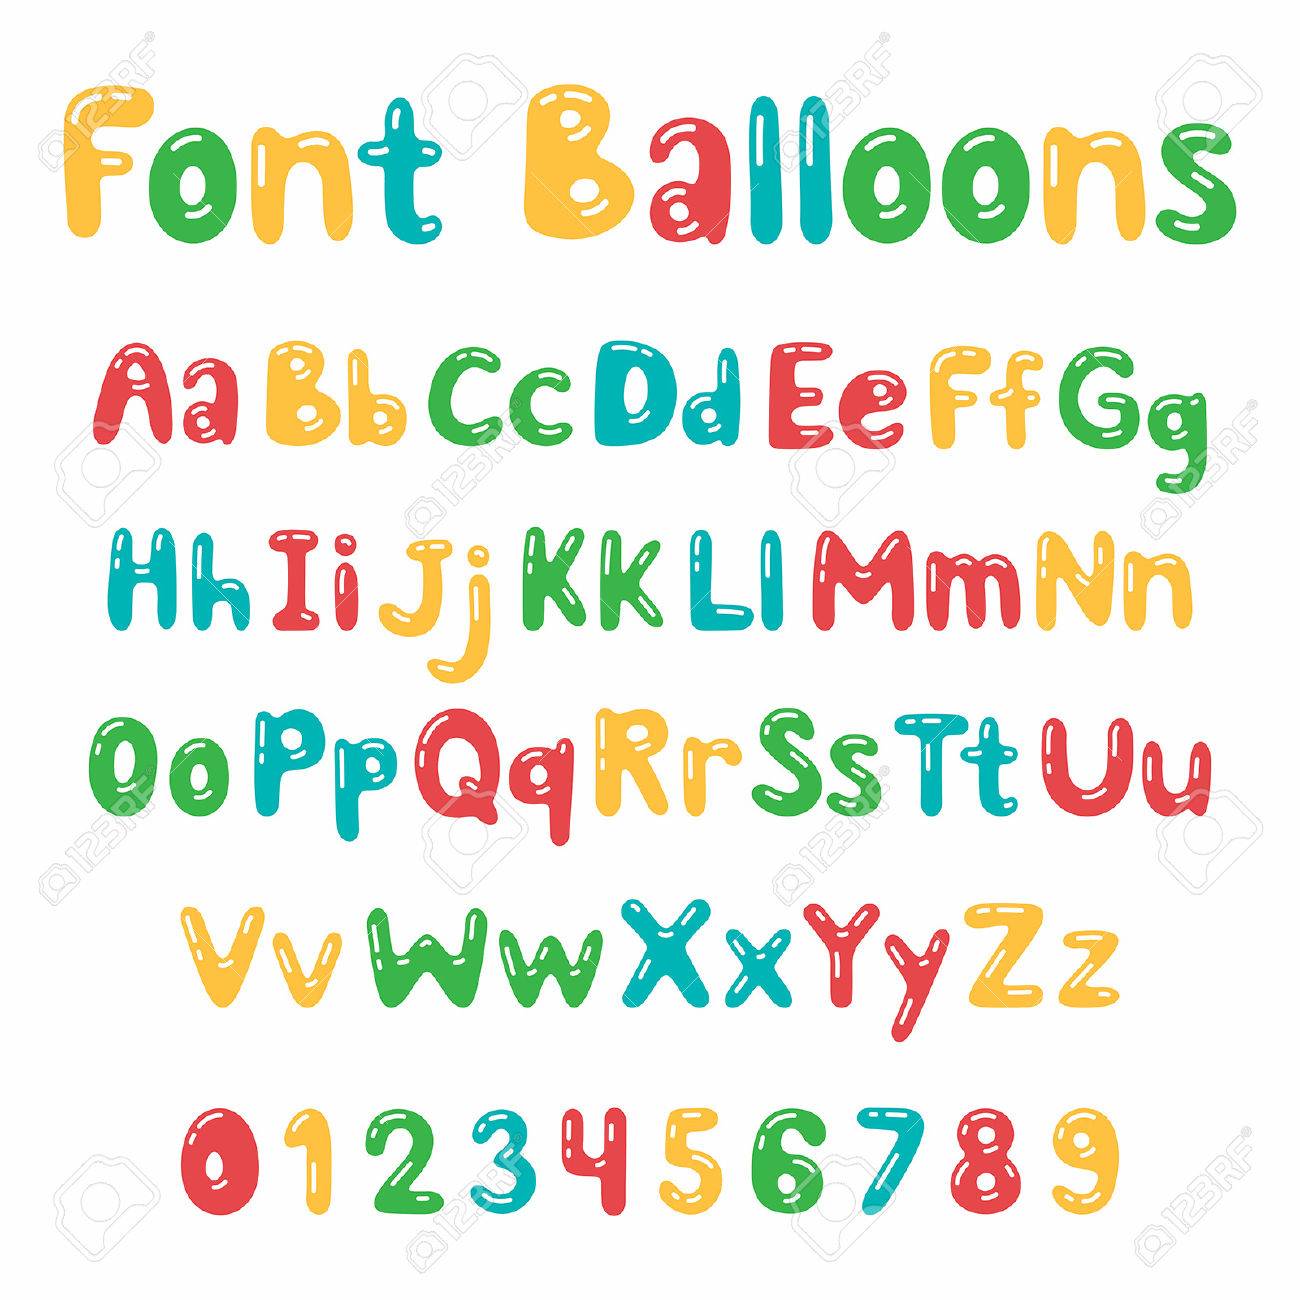 Font Balloons
Aa Bb Cc Dd Ee Ff Gg
Hh Ii Jj Kk Ll Mm Nn
Oo Pp Qq Rr Ss Tt Uu
Vv Ww Xx Yy Zz
0 1 2 3 4 5 6 7 8 9